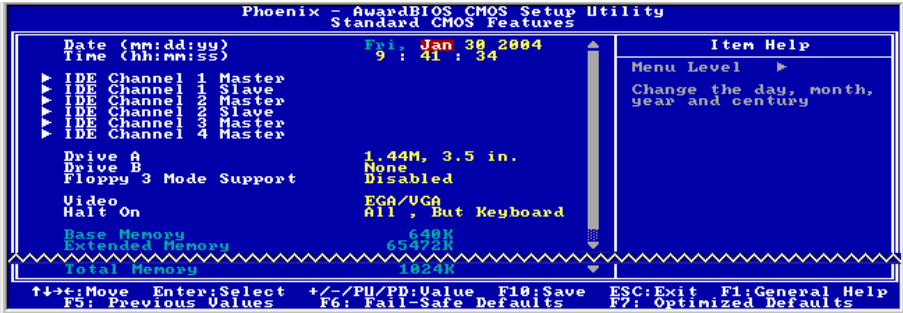 Phoenix - AwardBIOS CMOS Setup Utility
Standard CMOS Features
Date (mm:dd:yy) Fri, Jan 30 2004
Time (hh:mm:ss) 9 : 41 : 34
IDE Channel 1 Master
IDE Channel 1 Slave
IDE Channel 2 Master
IDE Channel 2 Slave
IDE Channel 3 Master
IDE Channel 4 Master
Drive A 1.44M, 3.5 in.
Drive B None
Floppy 3 Mode Support Disabled
Video EGA/VGA
Halt On All , But Keyboard
Base Memory 640K
Extended Memory 65472K
Total Memory 1024K
Item Help
Menu Level ►
Change the day, month,
year and century
↑↓→←:Move Enter:Select +/-/PU/PD:Value F10:Save ESC:Exit F1:General Help
F5: Previous Values F6: Fail-Safe Defaults F7: Optimized Defaults